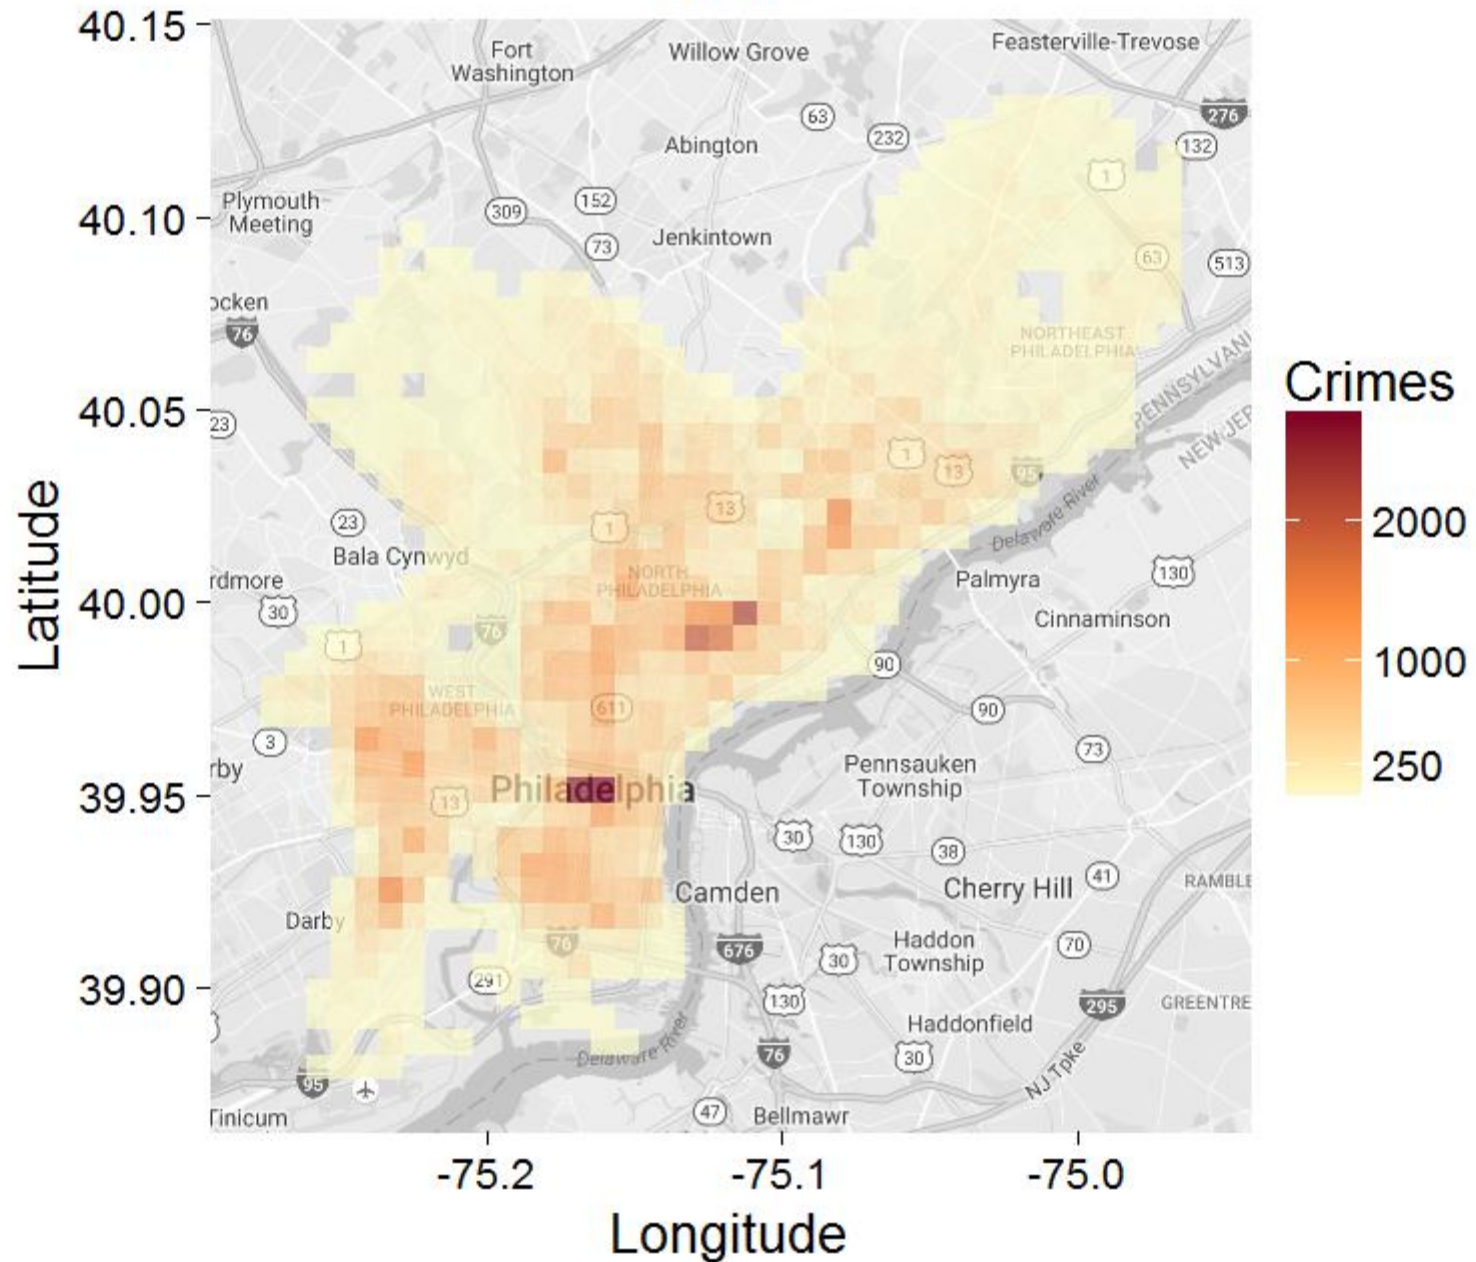 40.15
Fort
Washington
Willow Grove
Feasterville-Trevose
63
276
232
132
Abington
1
Plymouth
Meeting
152
309
40.10
Jenkintown
73
63
513
ocken
76
NORTHEAST
PHILADELPHIA
PENNSYLVANI
Crimes
40.05
23
NEW JER
1
13
95
13
23
1
Delaware River
2000
Bala Cynwyd
rdmore
NORTH
PHILADELPHIA
Palmyra
130
30
40.00
Cinnaminson
76
1
90
1000
WEST
PHILADELPHIA
611
90
3
73
rby
Pennsauken
Township
250
39.95
Philadelphia
13
30
130
38
Camden
Cherry Hill
41
RAMBLE
Darby
76
676
30
Haddon
Township
70
39.90
291
130
295
GREENTRE
Haddonfield
Delaware River
76
30
95
NJ Tpke
Tinicum
47
Bellmawr
-75.2
-75.1
-75.0
Longitude
Latitude